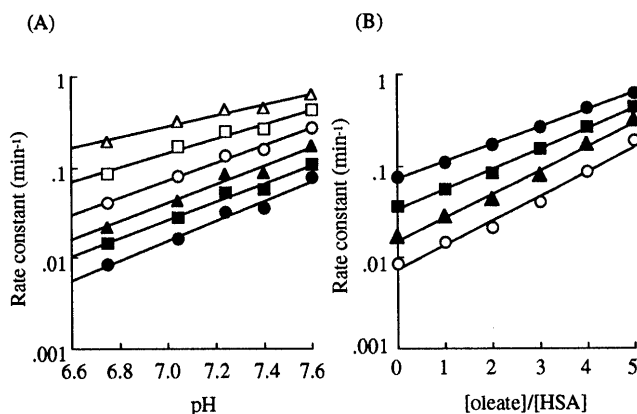 (A)
(B)
Rate constant (min-1)
1
.1
.01
.001
6.6 6.8 7.0 7.2 7.4 7.6
pH
Rate constant (min-1)
1
.1
.01
.001
0 1 2 3 4 5
[oleate]/[HSA]